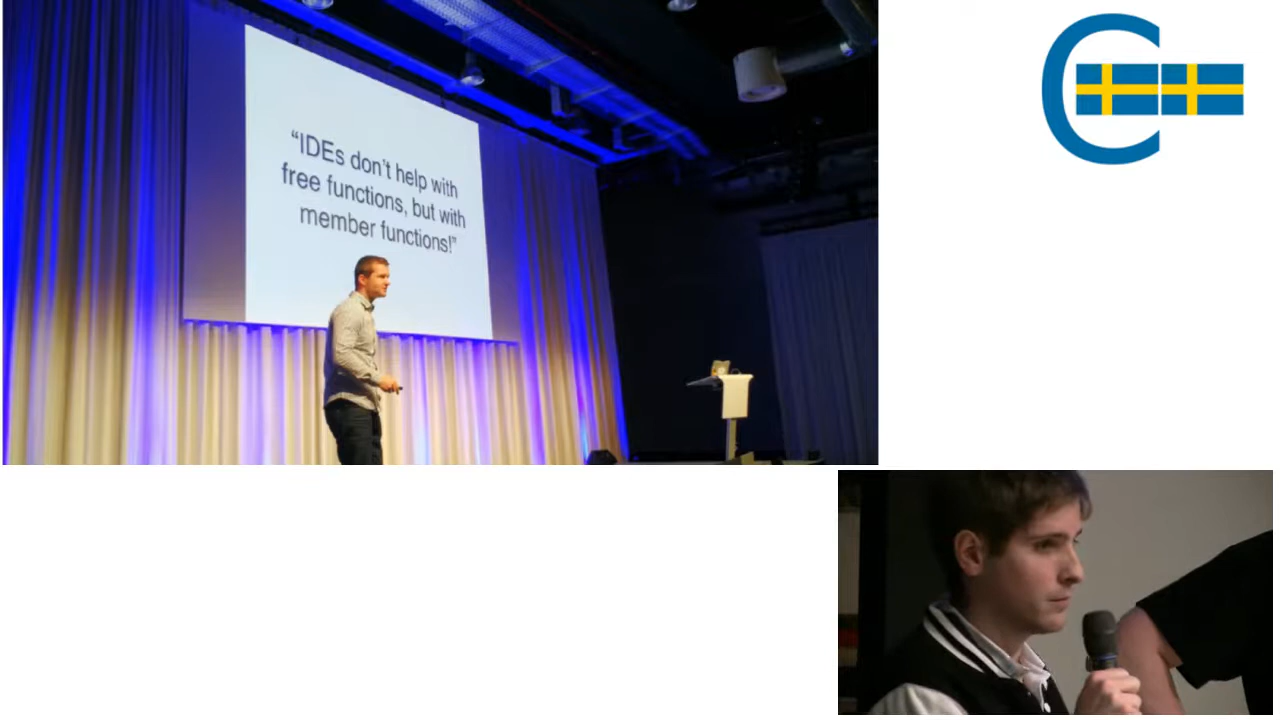 “IDEs don’t help with
free functions, but with
member functions!”
C